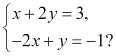 x + 2y = 3,
-2x + y = -1?